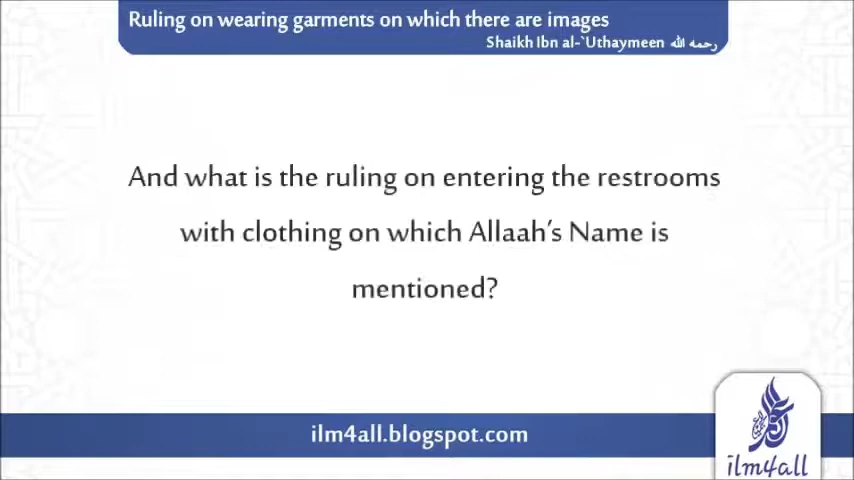 Ruling on wearing garments on which there are images
Shaikh Ibn al-`Uthaymeen رحمه الله
And what is the ruling on entering the restrooms
with clothing on which Allaah's Name is
mentioned?
ilm4all.blogspot.com
ilm4all